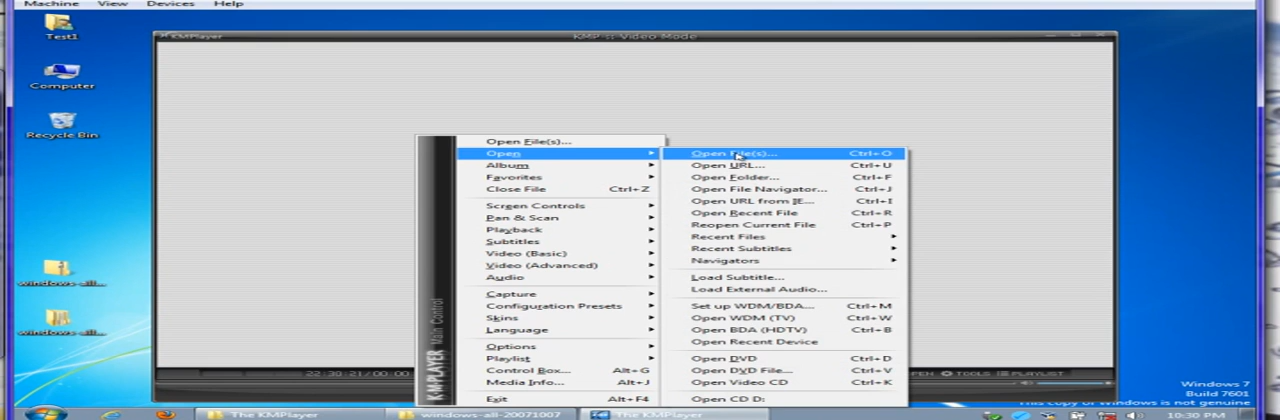 Machine View Devices Help
Test1
Computer
Recycle Bin
windows-all...
windows-all...
KMPlayer
KMP :: Video Mode
Open File(s)...
Open
Album
Favorites
Close File Ctrl+Z
Screen Controls
Pan & Scan
Playback
Subtitles
Video (Basic)
Video (Advanced)
Audio
Capture
Configuration Presets
Skins
Language
Options
Playlist
Control Box... Alt+G
Media Info... Alt+J
Exit Alt+F4
K·M·PLAYER Main Control
Open File(s)... Ctrl+O
Open URL... Ctrl+U
Open Folder... Ctrl+F
Open File Navigator... Ctrl+J
Open URL from IE... Ctrl+I
Open Recent File Ctrl+R
Reopen Current File Ctrl+P
Recent Files
Recent Subtitles
Navigators
Load Subtitle...
Load External Audio...
Set up WDM/BDA... Ctrl+M
Open WDM (TV) Ctrl+W
Open BDA (HDTV) Ctrl+B
Open Recent Device
Open DVD Ctrl+D
Open DVD File... Ctrl+V
Open Video CD Ctrl+K
Open CD D:
22:30:21/00:00
PEN TOOLS PLAYLIST
Windows 7
Build 7601
This copy of Windows is not genuine
The KMPlayer
windows-all-20071007
The KMPlayer
10:30 PM